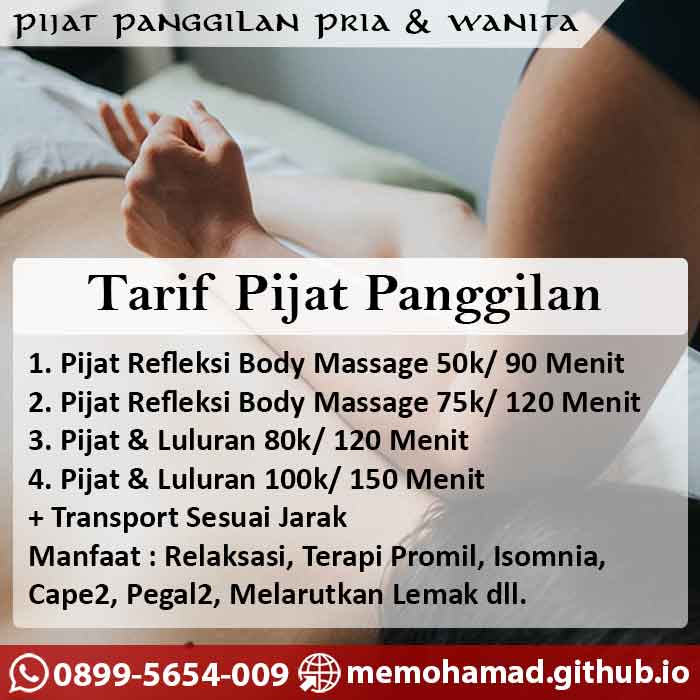 PIJAT PANGGILAN PRIA & WANITA
Tarif Pijat Panggilan
1. Pijat Refleksi Body Massage 50k/ 90 Menit
2. Pijat Refleksi Body Massage 75k/ 120 Menit
3. Pijat & Luluran 80k/ 120 Menit
4. Pijat & Luluran 100k/ 150 Menit
+ Transport Sesuai Jarak
Manfaat : Relaksasi, Terapi Promil, Isomnia,
Cape2, Pegal2, Melarutkan Lemak dll.
0899-5654-009 memohamad.github.io